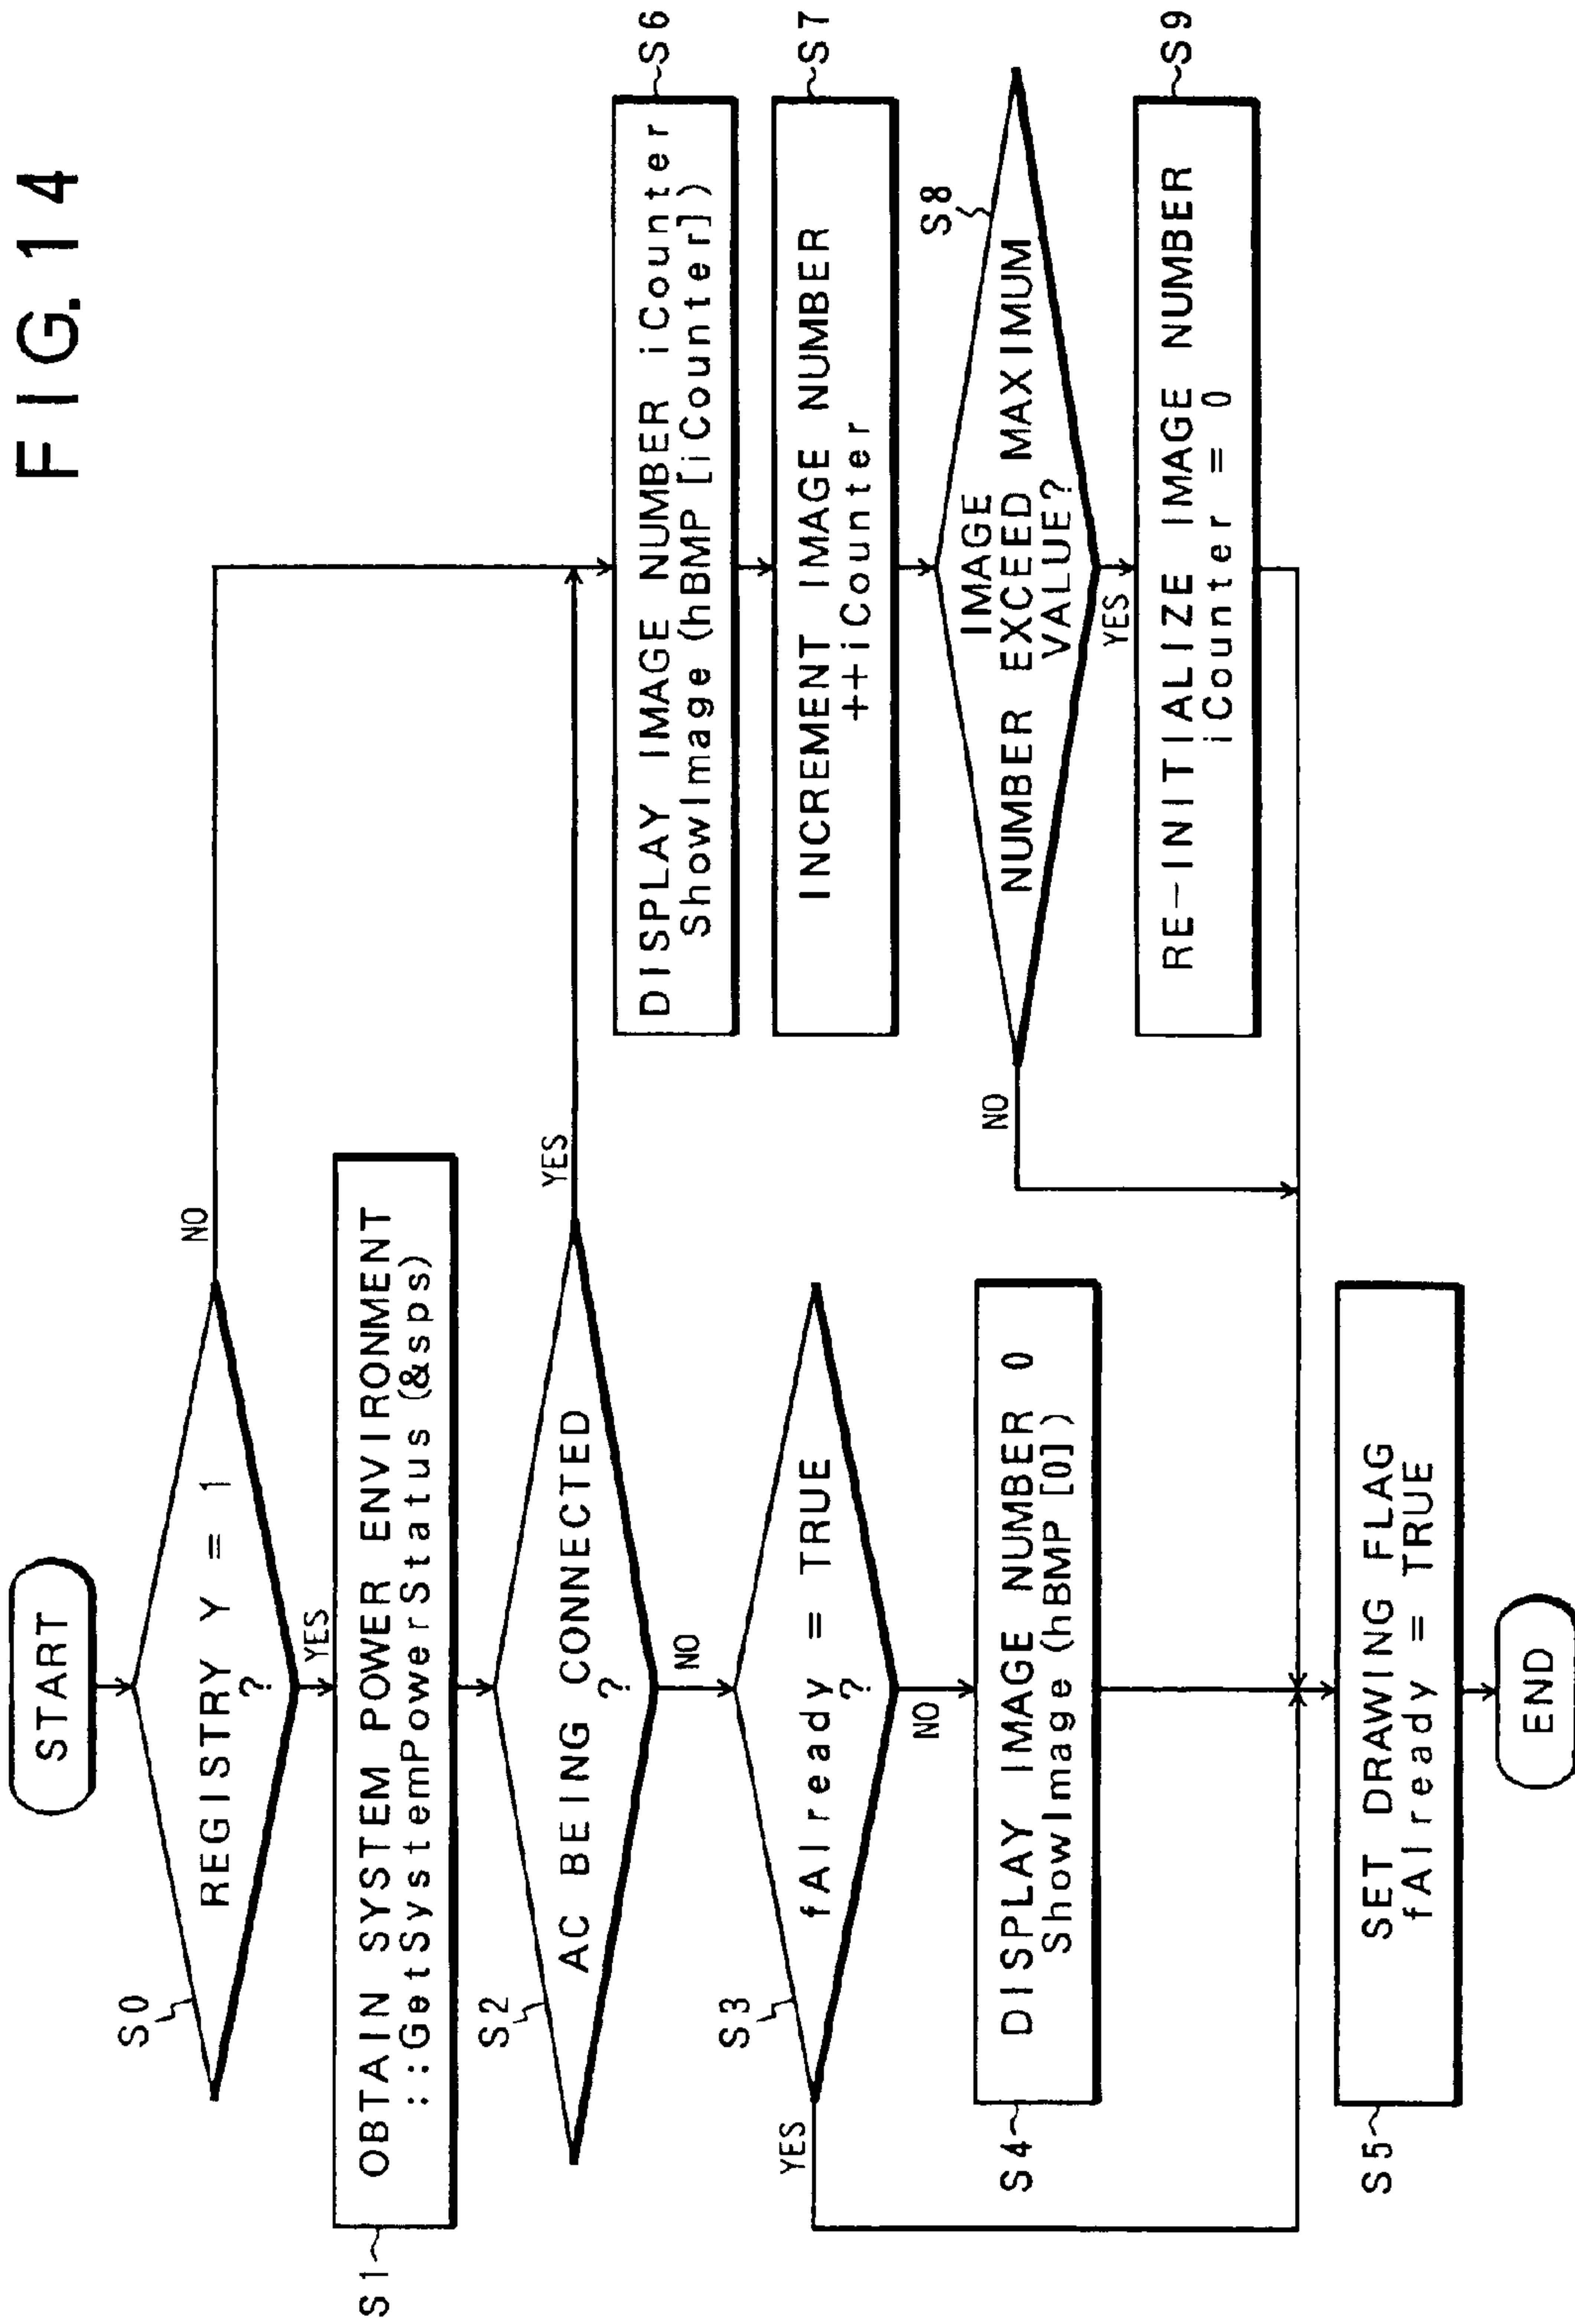 FIG.14
START
S0
REGISTRY Y = 1
?
NO
YES
S1
OBTAIN SYSTEM POWER ENVIRONMENT
::GetSystemPowerStatus (&sps)
S2
AC BEING CONNECTED
?
YES
NO
S3
fAlready = TRUE
?
YES
NO
S4
DISPLAY IMAGE NUMBER 0
ShowImage (hBMP [0])
S5
SET DRAWING FLAG
fAlready = TRUE
END
S6
DISPLAY IMAGE NUMBER iCounter
ShowImage (hBMP [iCounter])
S7
INCREMENT IMAGE NUMBER
++iCounter
S8
IMAGE
NUMBER EXCEED MAXIMUM
VALUE?
NO
YES
S9
RE-INITIALIZE IMAGE NUMBER
iCounter = 0